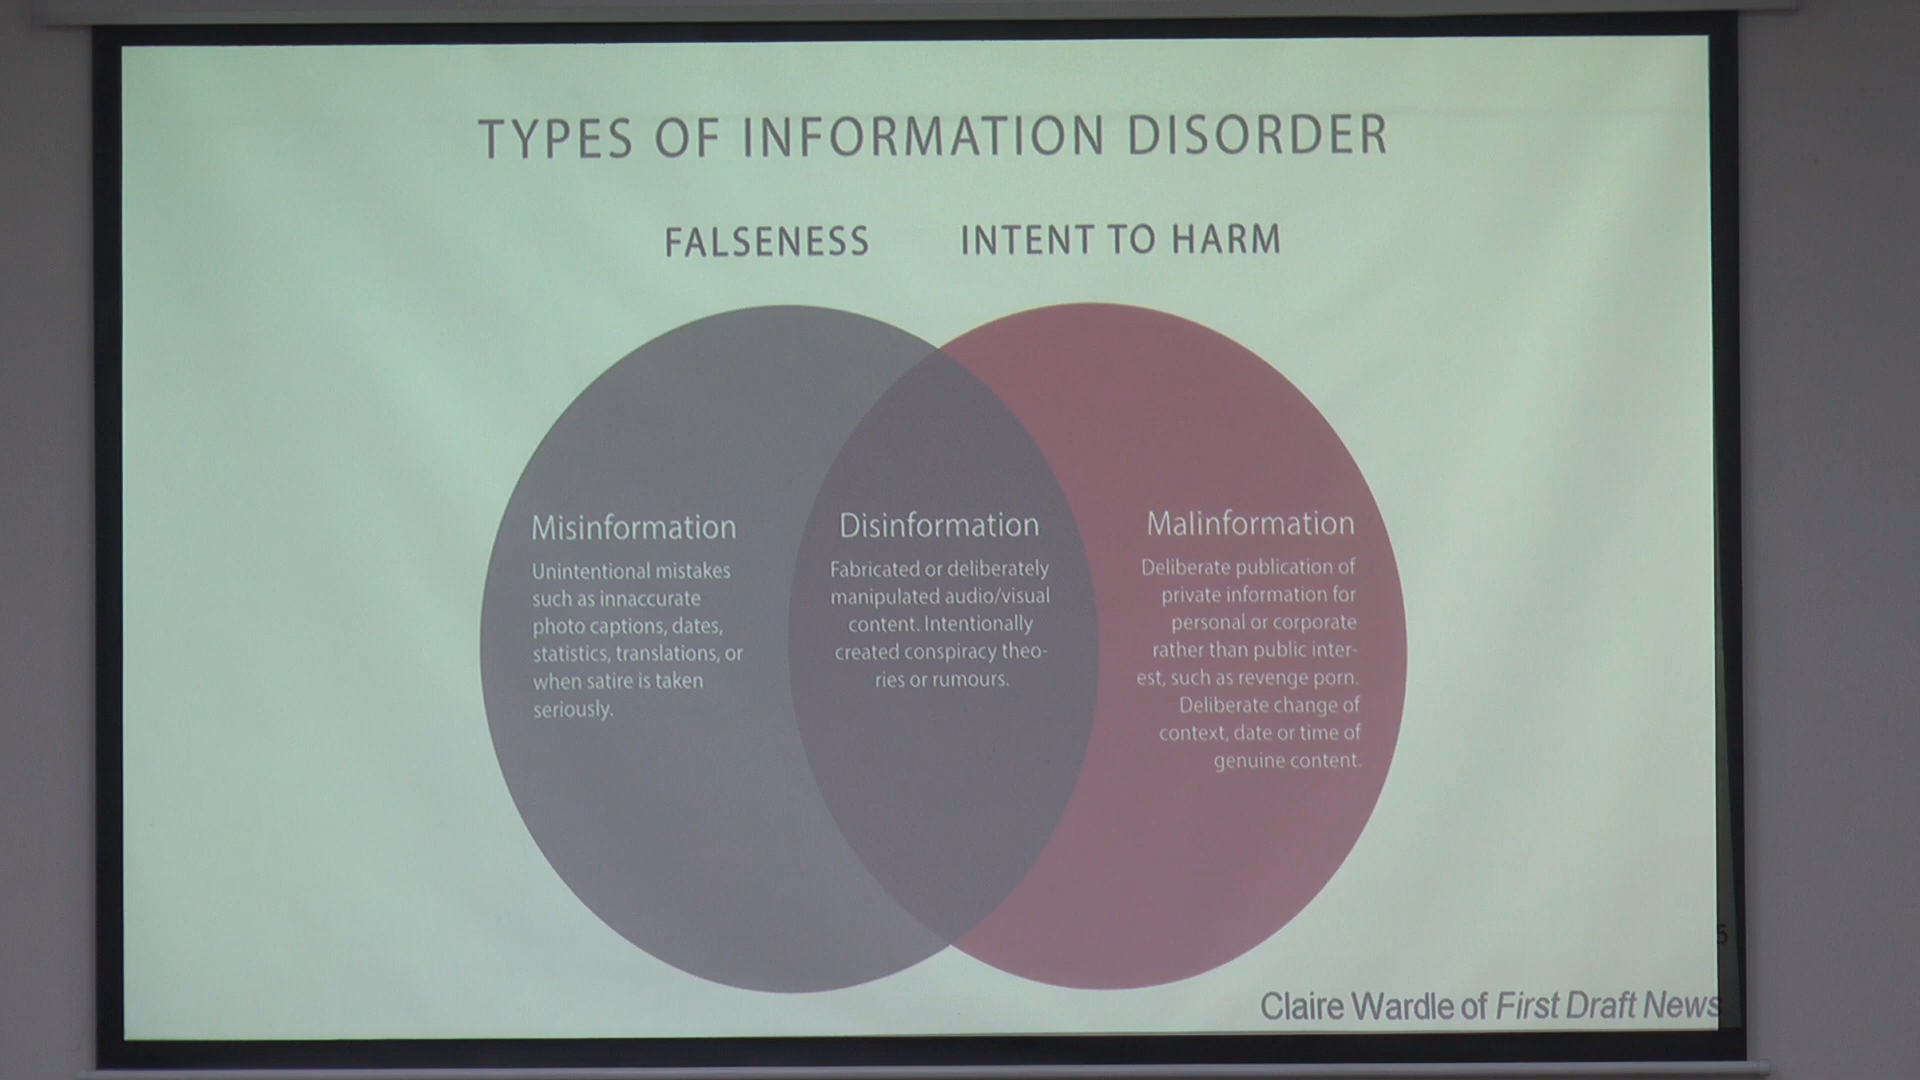 TYPES OF INFORMATION DISORDER
FALSENESS INTENT TO HARM
Misinformation
Unintentional mistakes
such as innaccurate
photo captions, dates,
statistics, translations, or
when satire is taken
seriously.
Disinformation
Fabricated or deliberately
manipulated audio/visual
content. Intentionally
created conspiracy theo-
ries or rumours.
Malinformation
Deliberate publication of
private information for
personal or corporate
rather than public inter-
est, such as revenge porn.
Deliberate change of
context, date or time of
genuine content.
5
Claire Wardle of First Draft News